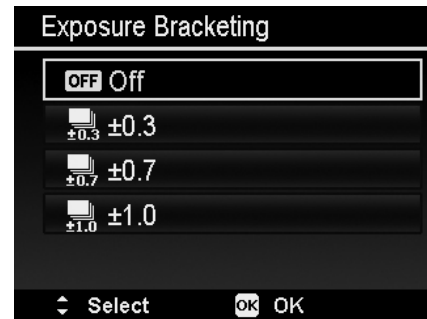 Exposure Bracketing
OFF Off
±0.3 ±0.3
±0.7 ±0.7
±1.0 ±1.0
Select OK OK